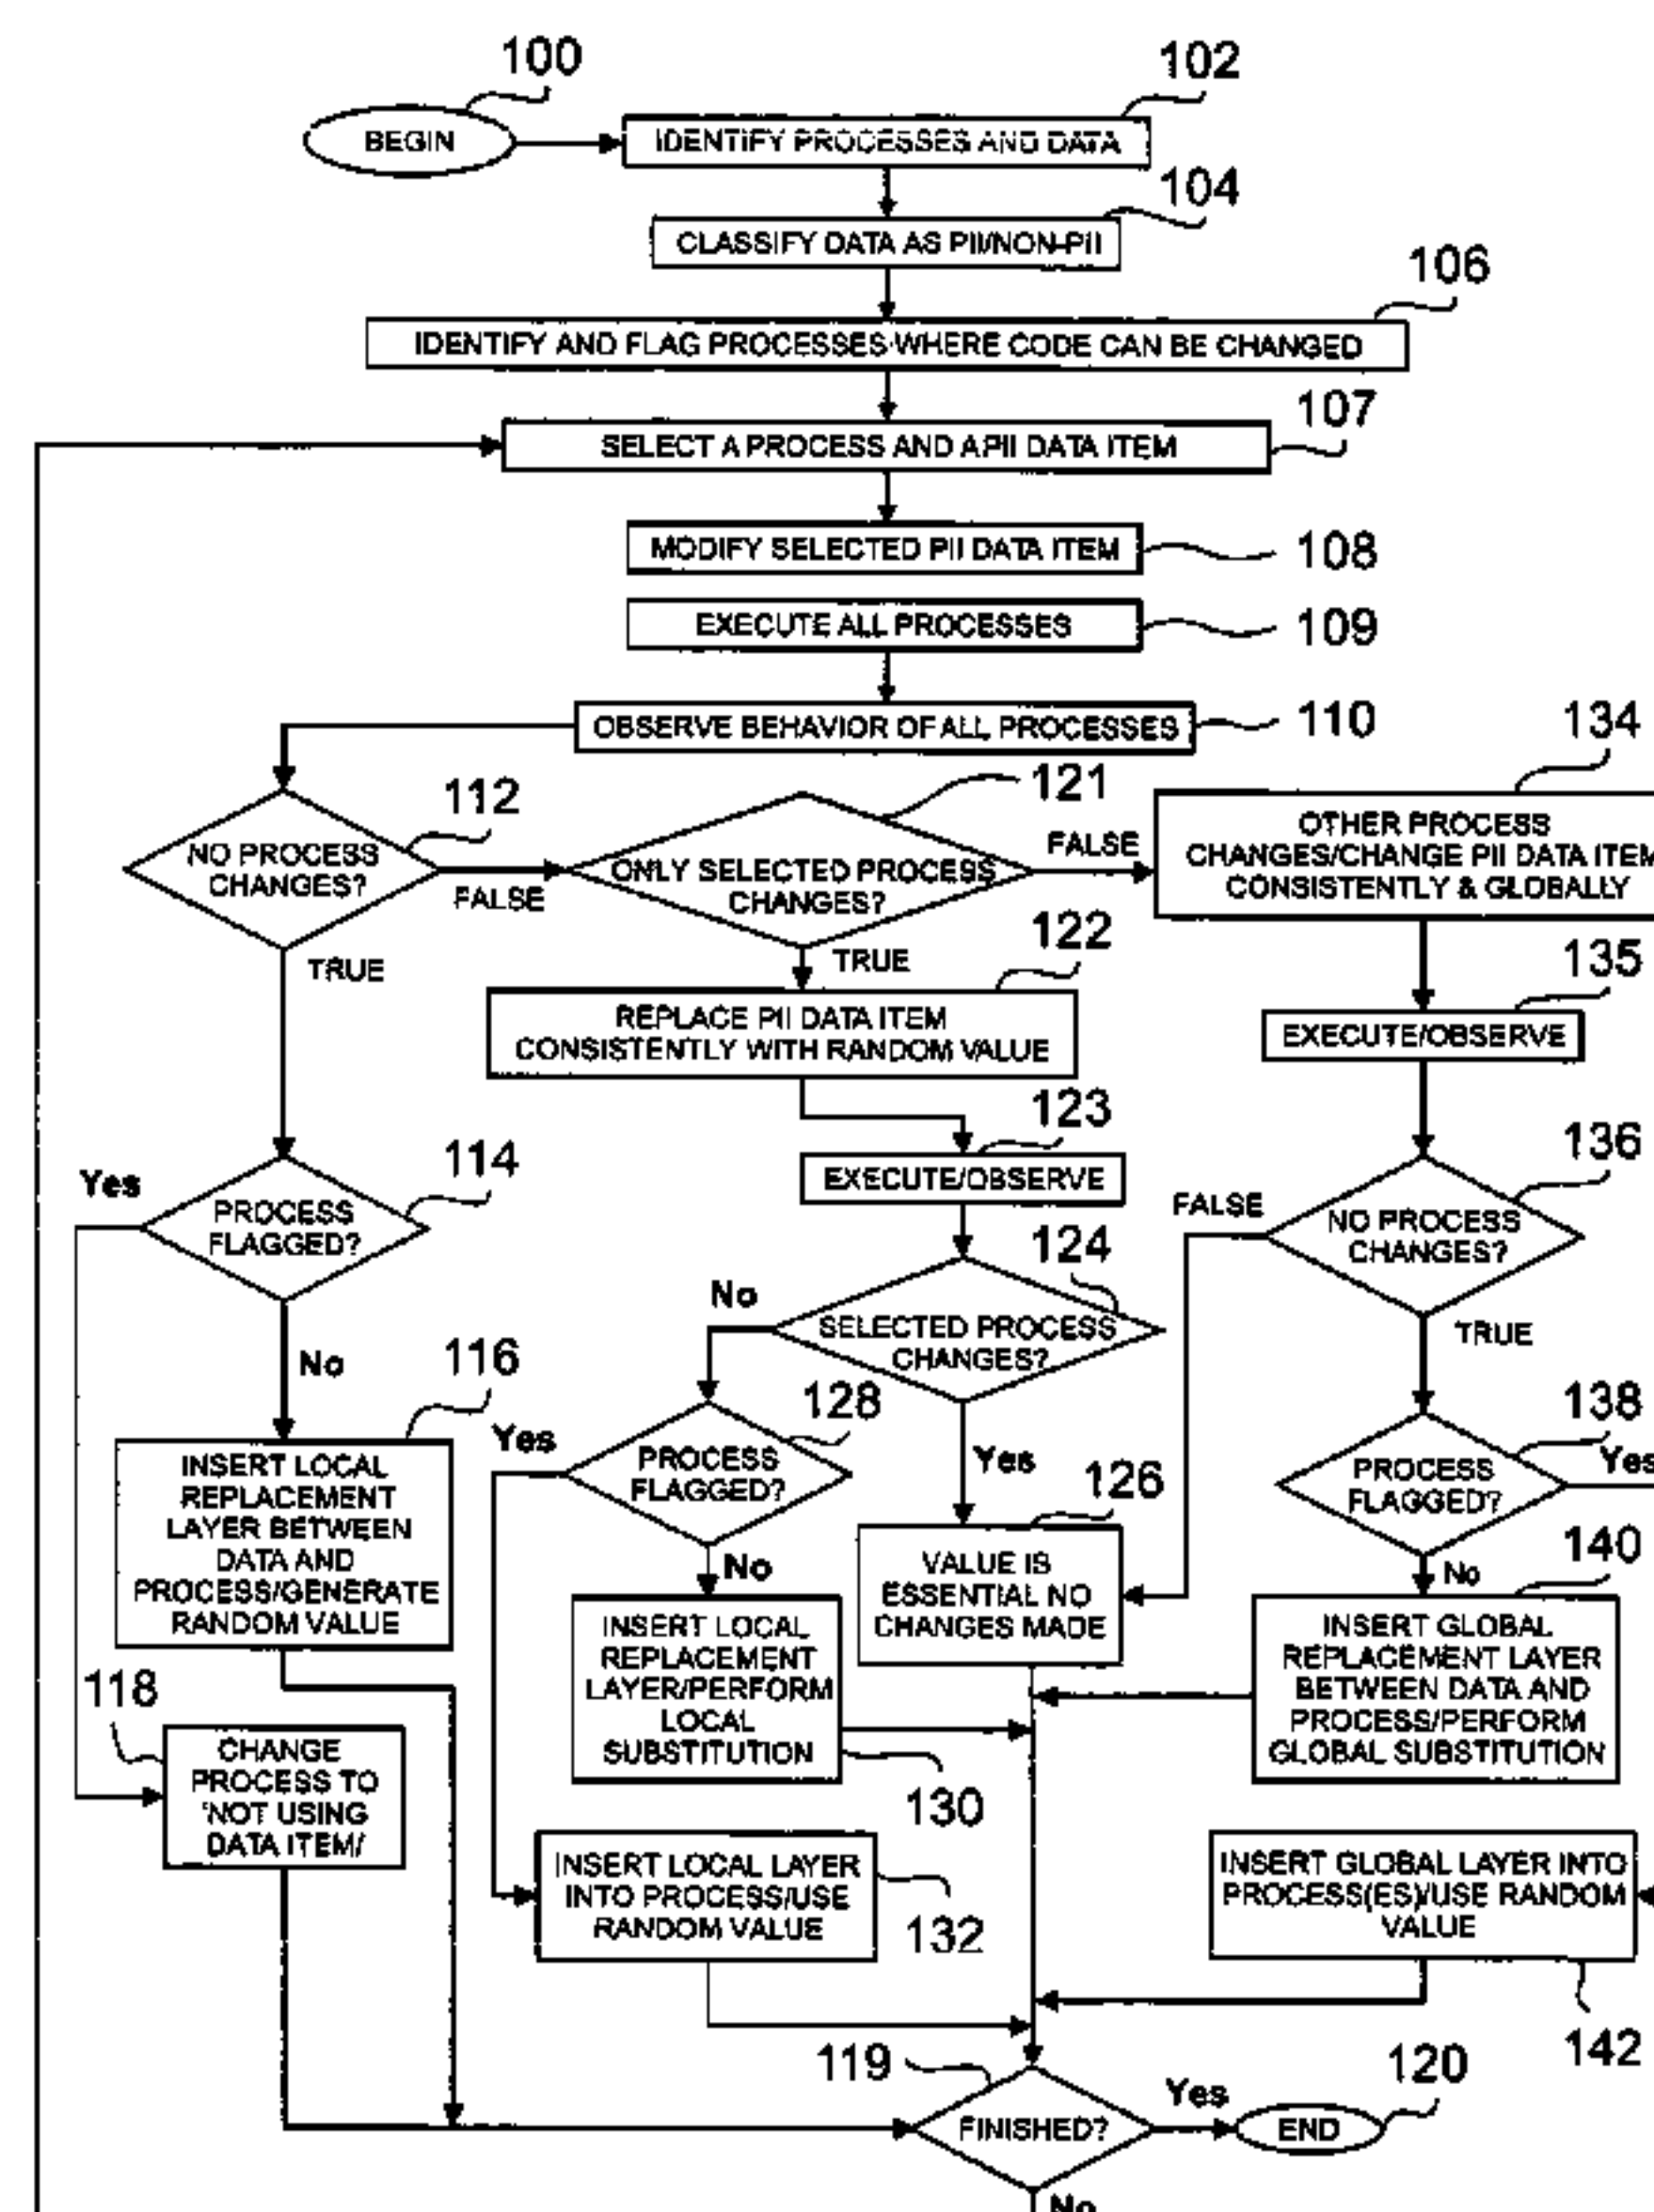 100
BEGIN
102
IDENTIFY PROCESSES AND DATA
104
CLASSIFY DATA AS PII/NON-PII
106
IDENTIFY AND FLAG PROCESSES WHERE CODE CAN BE CHANGED
107
SELECT A PROCESS AND A PII DATA ITEM
MODIFY SELECTED PII DATA ITEM
108
EXECUTE ALL PROCESSES
109
OBSERVE BEHAVIOR OF ALL PROCESSES
110
134
112
NO PROCESS
CHANGES?
FALSE
TRUE
121
ONLY SELECTED PROCESS
CHANGES?
FALSE
TRUE
OTHER PROCESS
CHANGES/CHANGE PII DATA ITEM
CONSISTENTLY & GLOBALLY
122
REPLACE PII DATA ITEM
CONSISTENTLY WITH RANDOM VALUE
135
EXECUTE/OBSERVE
123
EXECUTE/OBSERVE
136
NO PROCESS
CHANGES?
FALSE
TRUE
114
Yes
PROCESS
FLAGGED?
No
124
No
SELECTED PROCESS
CHANGES?
Yes
116
INSERT LOCAL
REPLACEMENT
LAYER BETWEEN
DATA AND
PROCESS/GENERATE
RANDOM VALUE
128
Yes
PROCESS
FLAGGED?
No
126
VALUE IS
ESSENTIAL NO
CHANGES MADE
138
PROCESS
FLAGGED?
Yes
No
140
INSERT GLOBAL
REPLACEMENT LAYER
BETWEEN DATA AND
PROCESS/PERFORM
GLOBAL SUBSTITUTION
INSERT LOCAL
REPLACEMENT
LAYER/PERFORM
LOCAL
SUBSTITUTION
130
118
CHANGE
PROCESS TO
'NOT USING
DATA ITEM/
INSERT LOCAL LAYER
INTO PROCESS/USE
RANDOM VALUE
132
INSERT GLOBAL LAYER INTO
PROCESS(ES)/USE RANDOM
VALUE
142
119
FINISHED?
Yes
120
END
No